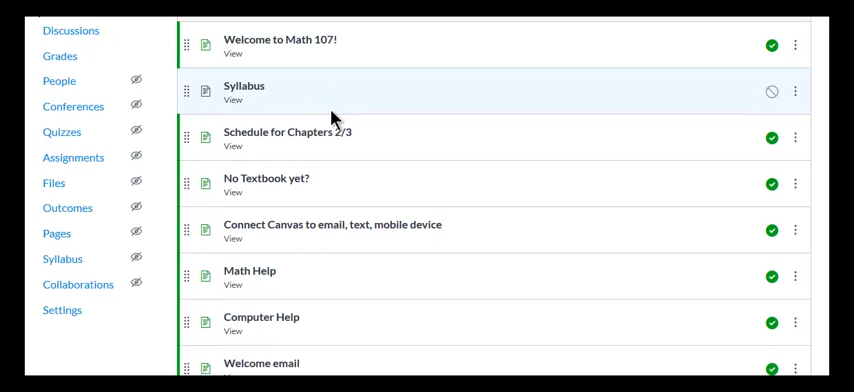 Discussions
Grades
People
Conferences
Quizzes
Assignments
Files
Outcomes
Pages
Syllabus
Collaborations
Settings
Welcome to Math 107!
View
Syllabus
View
Schedule for Chapters 2/3
View
No Textbook yet?
View
Connect Canvas to email, text, mobile device
View
Math Help
View
Computer Help
View
Welcome email